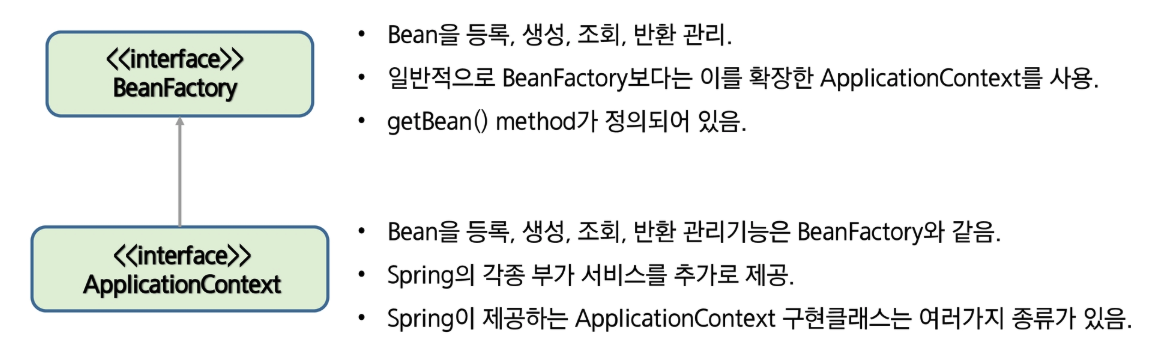 <<interface>>
BeanFactory
• Bean을 등록, 생성, 조회, 반환 관리.
• 일반적으로 BeanFactory보다는 이를 확장한 ApplicationContext를 사용.
• getBean() method가 정의되어 있음.
<<interface>>
ApplicationContext
• Bean을 등록, 생성, 조회, 반환 관리기능은 BeanFactory와 같음.
• Spring의 각종 부가 서비스를 추가로 제공.
• Spring이 제공하는 ApplicationContext 구현클래스는 여러가지 종류가 있음.